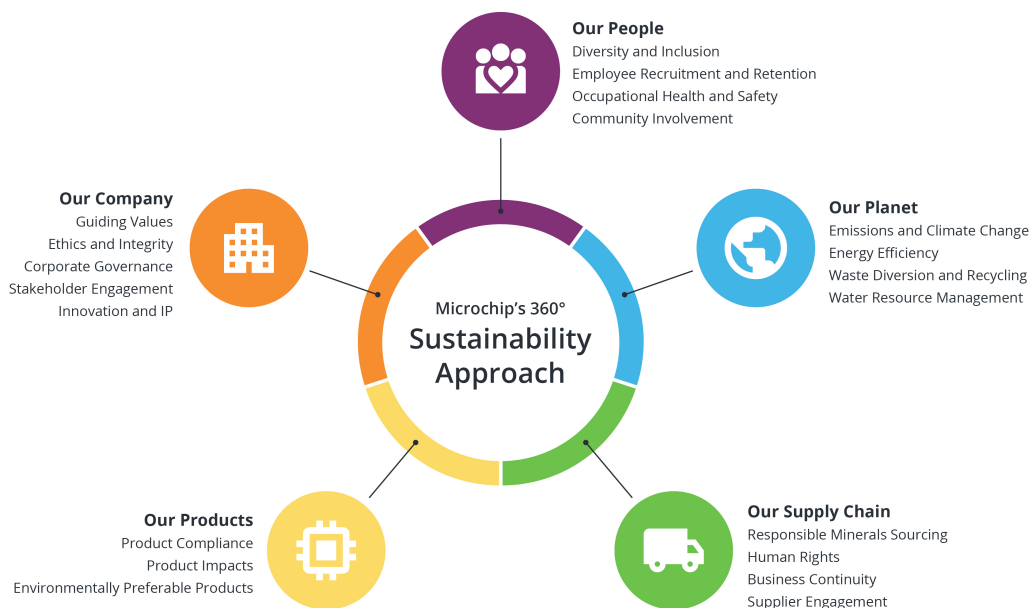 Our People
Diversity and Inclusion
Employee Recruitment and Retention
Occupational Health and Safety
Community Involvement
Our Company
Guiding Values
Ethics and Integrity
Corporate Governance
Stakeholder Engagement
Innovation and IP
Our Planet
Emissions and Climate Change
Energy Efficiency
Waste Diversion and Recycling
Water Resource Management
Microchip's 360°
Sustainability
Approach
Our Products
Product Compliance
Product Impacts
Environmentally Preferable Products
Our Supply Chain
Responsible Minerals Sourcing
Human Rights
Business Continuity
Supplier Engagement